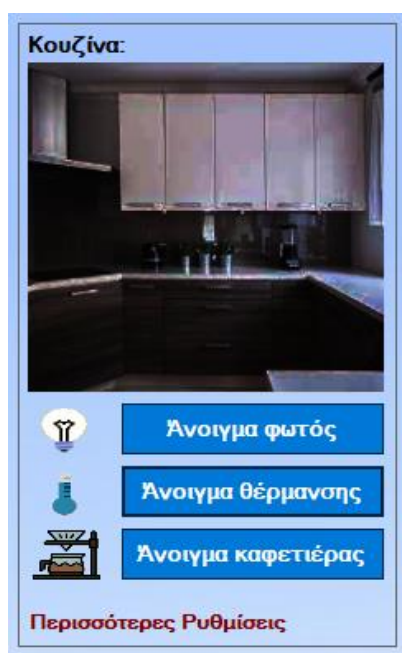 Κουζίνα:
Άνοιγμα φωτός
Άνοιγμα θέρμανσης
Άνοιγμα καφετιέρας
Περισσότερες Ρυθμίσεις